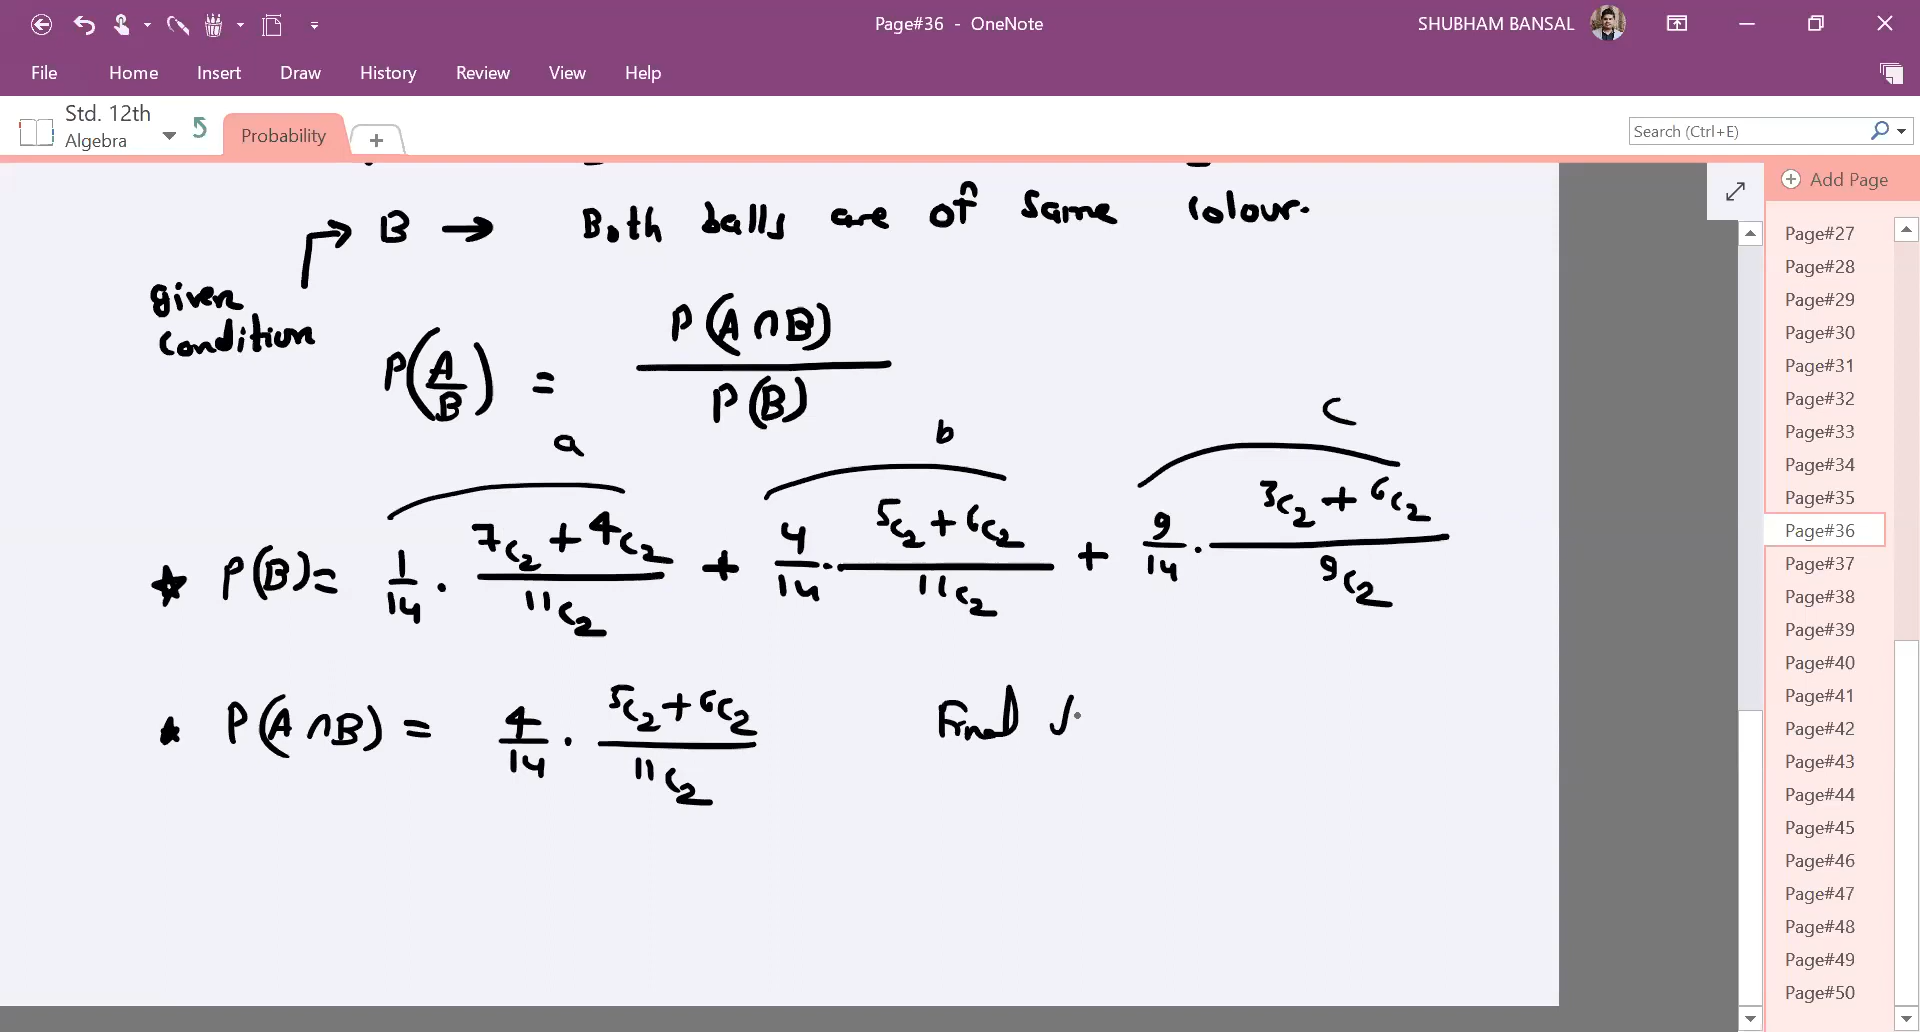 Page#36 - OneNote
SHUBHAM BANSAL
File Home Insert Draw History Review View Help
Std. 12th
Algebra
Probability
+
Search (Ctrl+E)
Add Page
Page#27
Page#28
Page#29
Page#30
Page#31
Page#32
Page#33
Page#34
Page#35
Page#36
Page#37
Page#38
Page#39
Page#40
Page#41
Page#42
Page#43
Page#44
Page#45
Page#46
Page#47
Page#48
Page#49
Page#50
B → Both balls are of same colour.
given
condition
P(A/B) = P(A∩B)/P(B)
a b c
★ P(B) = 1/14 · (⁷C₂ + ⁴C₂)/¹¹C₂ + 4/14 · (⁵C₂ + ⁶C₂)/¹¹C₂ + 9/14 · (³C₂ + ⁶C₂)/⁹C₂
★ P(A∩B) = 4/14 · (⁵C₂ + ⁶C₂)/¹¹C₂
Final